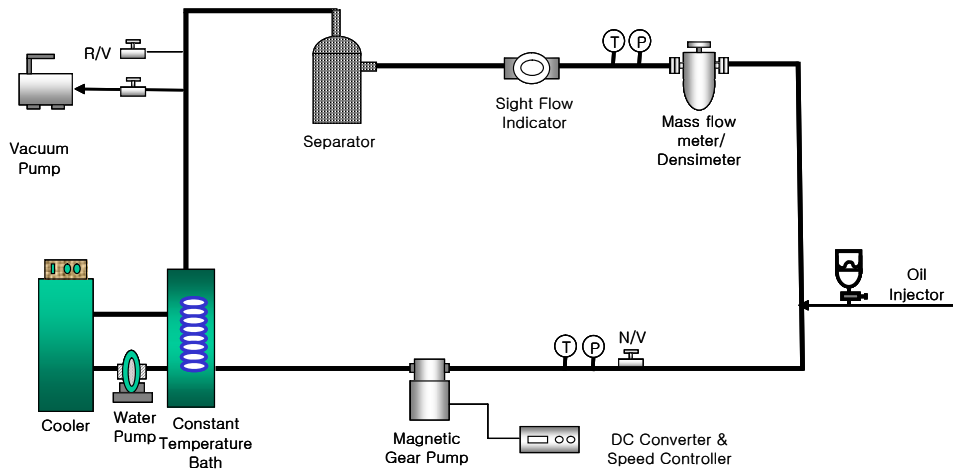 R/V
T P
Sight Flow
Indicator
Separator
Mass flow
meter/
Densimeter
Vacuum
Pump
Oil
Injector
T P
N/V
Cooler
Water
Pump
Constant
Temperature
Bath
Magnetic
Gear Pump
DC Converter &
Speed Controller